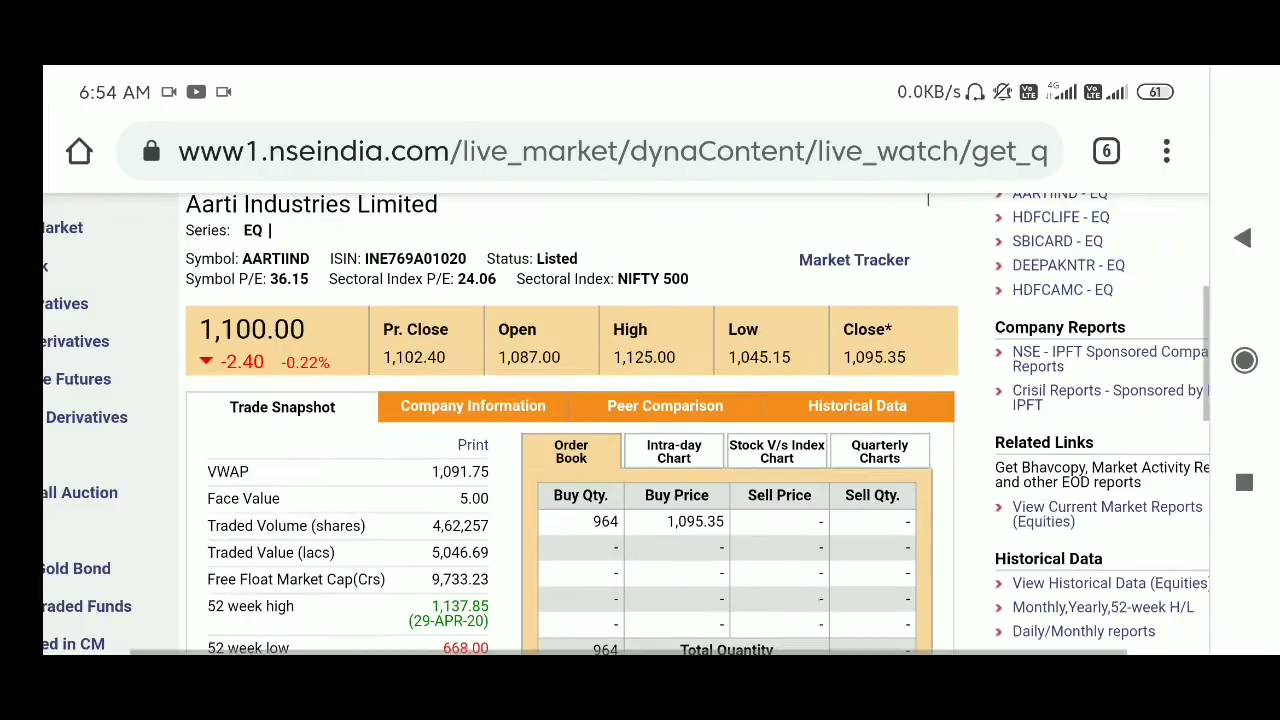 6:54 AM
0.0KB/s 4G Vo LTE Vo LTE 61
www1.nseindia.com/live_market/dynaContent/live_watch/get_q
6
arket
k
vatives
erivatives
e Futures
Derivatives
all Auction
Gold Bond
raded Funds
ed in CM
Aarti Industries Limited
Series: EQ |
Symbol: AARTIIND ISIN: INE769A01020 Status: Listed
Symbol P/E: 36.15 Sectoral Index P/E: 24.06 Sectoral Index: NIFTY 500
Market Tracker
1,100.00
-2.40 -0.22%
Pr. Close Open High Low Close*
1,102.40 1,087.00 1,125.00 1,045.15 1,095.35
Trade Snapshot Company Information Peer Comparison Historical Data
Print
VWAP 1,091.75
Face Value 5.00
Traded Volume (shares) 4,62,257
Traded Value (lacs) 5,046.69
Free Float Market Cap(Crs) 9,733.23
52 week high 1,137.85
(29-APR-20)
52 week low 668.00
Order Book
Intra-day Chart
Stock V/s Index Chart
Quarterly Charts
Buy Qty. Buy Price Sell Price Sell Qty.
964 1,095.35 - -
- - - -
- - - -
- - - -
- - - -
964 Total Quantity -
AARTIIND - EQ
HDFCLIFE - EQ
SBICARD - EQ
DEEPAKNTR - EQ
HDFCAMC - EQ
Company Reports
NSE - IPFT Sponsored Compa
Reports
Crisil Reports - Sponsored by
IPFT
Related Links
Get Bhavcopy, Market Activity Re
and other EOD reports
View Current Market Reports
(Equities)
Historical Data
View Historical Data (Equities)
Monthly,Yearly,52-week H/L
Daily/Monthly reports